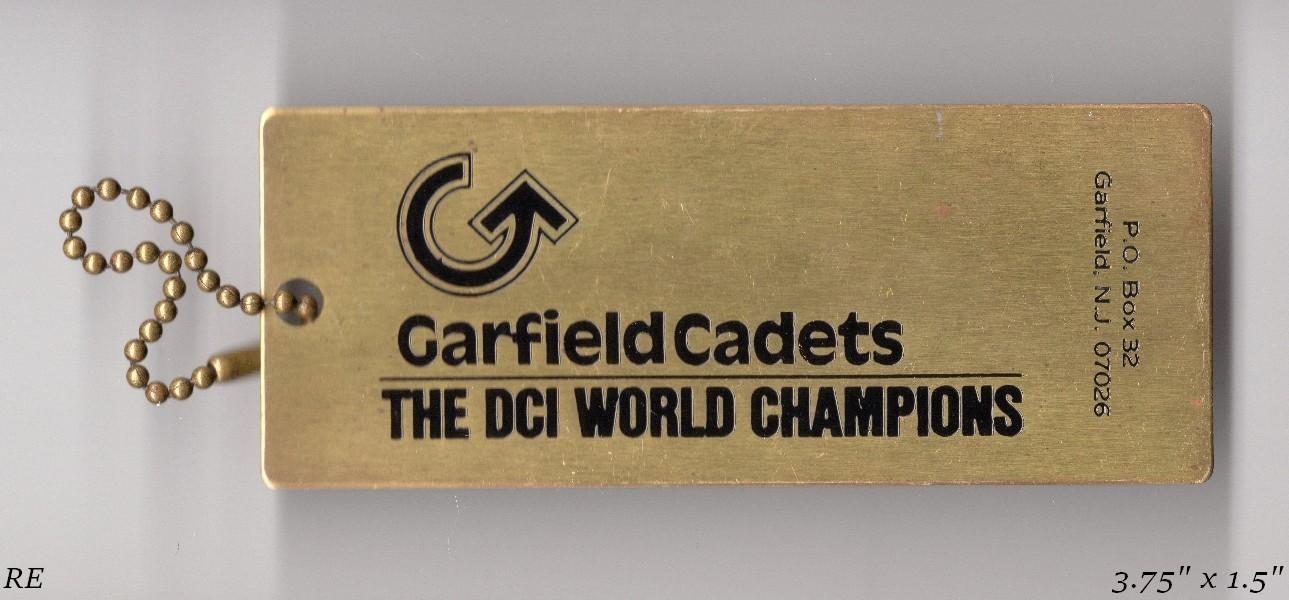 Garfield Cadets
THE DCI WORLD CHAMPIONS
P.O. Box 32
Garfield, N.J. 07026
RE
3.75" x 1.5"